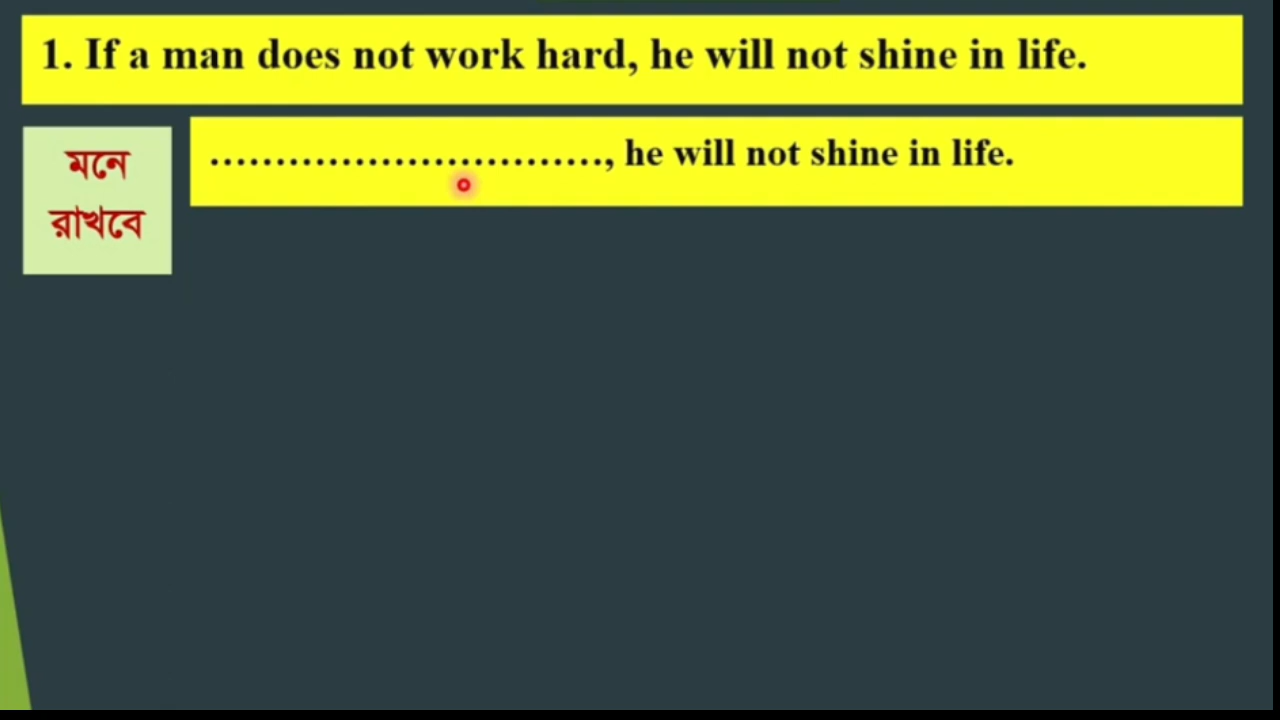 1. If a man does not work hard, he will not shine in life.
মনে
রাখবে
……………………………, he will not shine in life.